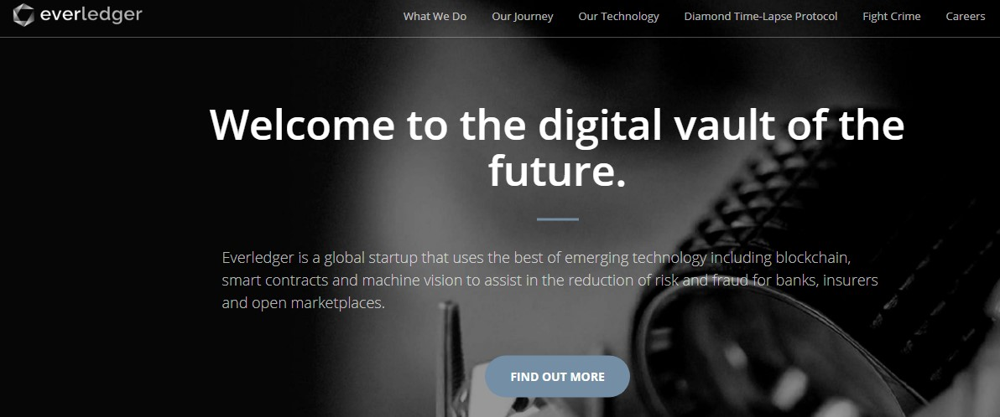 everledger
What We Do
Our Journey
Our Technology
Diamond Time-Lapse Protocol
Fight Crime
Careers
Welcome to the digital vault of the
future.
Everledger is a global startup that uses the best of emerging technology including blockchain,
smart contracts and machine vision to assist in the reduction of risk and fraud for banks, insurers
and open marketplaces.
FIND OUT MORE